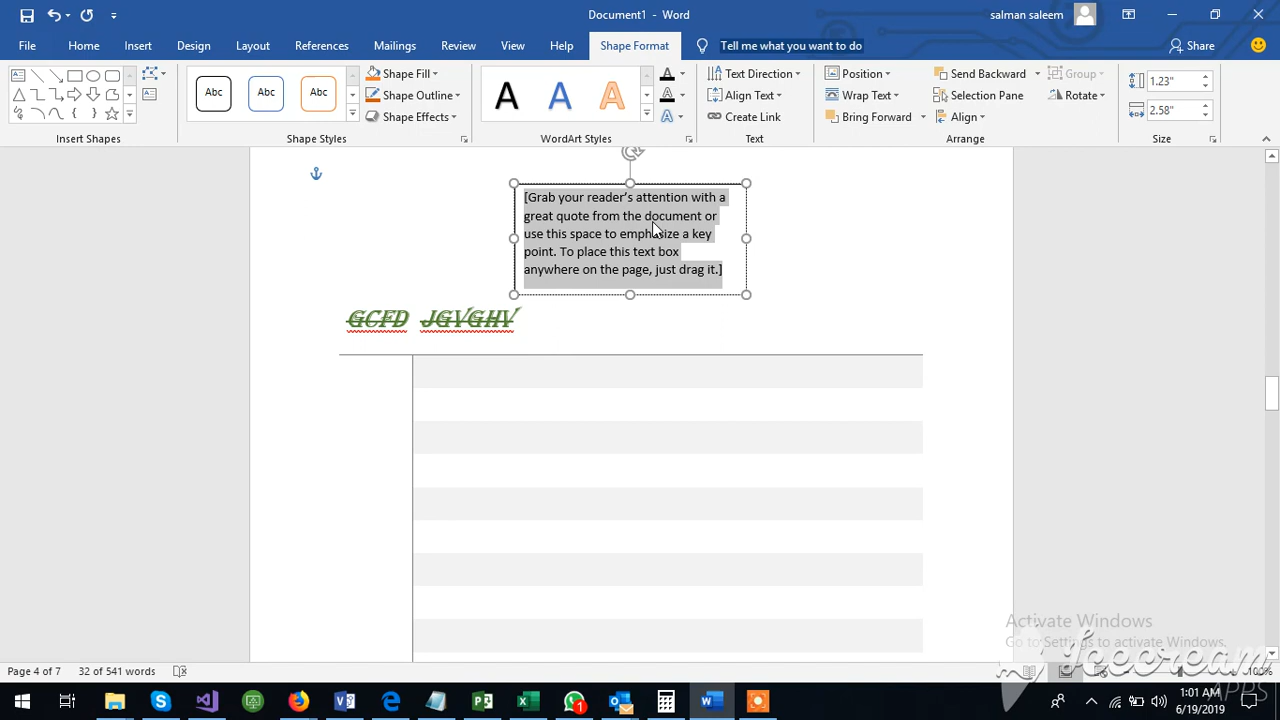 Document1 - Word
salman saleem
File Home Insert Design Layout References Mailings Review View Help Shape Format Tell me what you want to do Share
Abc Abc Abc
Shape Fill
Shape Outline
Shape Effects
A A A
A
A
A
Text Direction
Align Text
Create Link
Position
Wrap Text
Bring Forward
Send Backward
Selection Pane
Align
Group
Rotate
1.23"
2.58"
Insert Shapes Shape Styles WordArt Styles Text Arrange Size
[Grab your reader's attention with a
great quote from the document or
use this space to emphasize a key
point. To place this text box
anywhere on the page, just drag it.]
GCFD JGVGHV
Activate Windows
Go to Settings to activate Windows.
Icecream
APPS
Page 4 of 7 32 of 541 words
100%
1
1:01 AM
6/19/2019